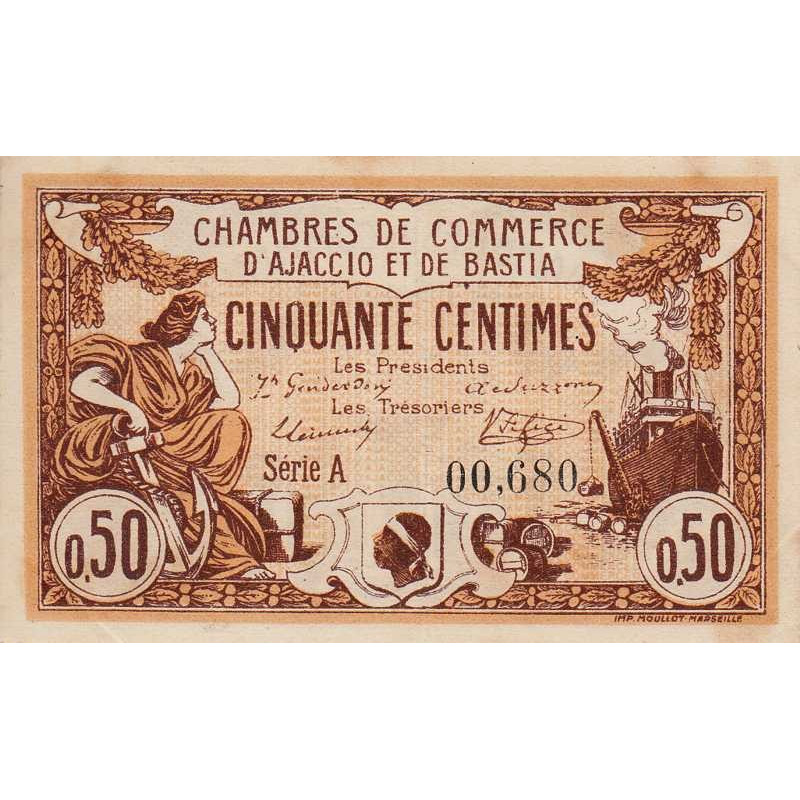 CHAMBRES DE COMMERCE
D'AJACCIO ET DE BASTIA
CINQUANTE CENTIMES
Les Présidents
Les Trésoriers
Série A
00,680
0,50
0,50
IMP. MOULLOT-MARSEILLE